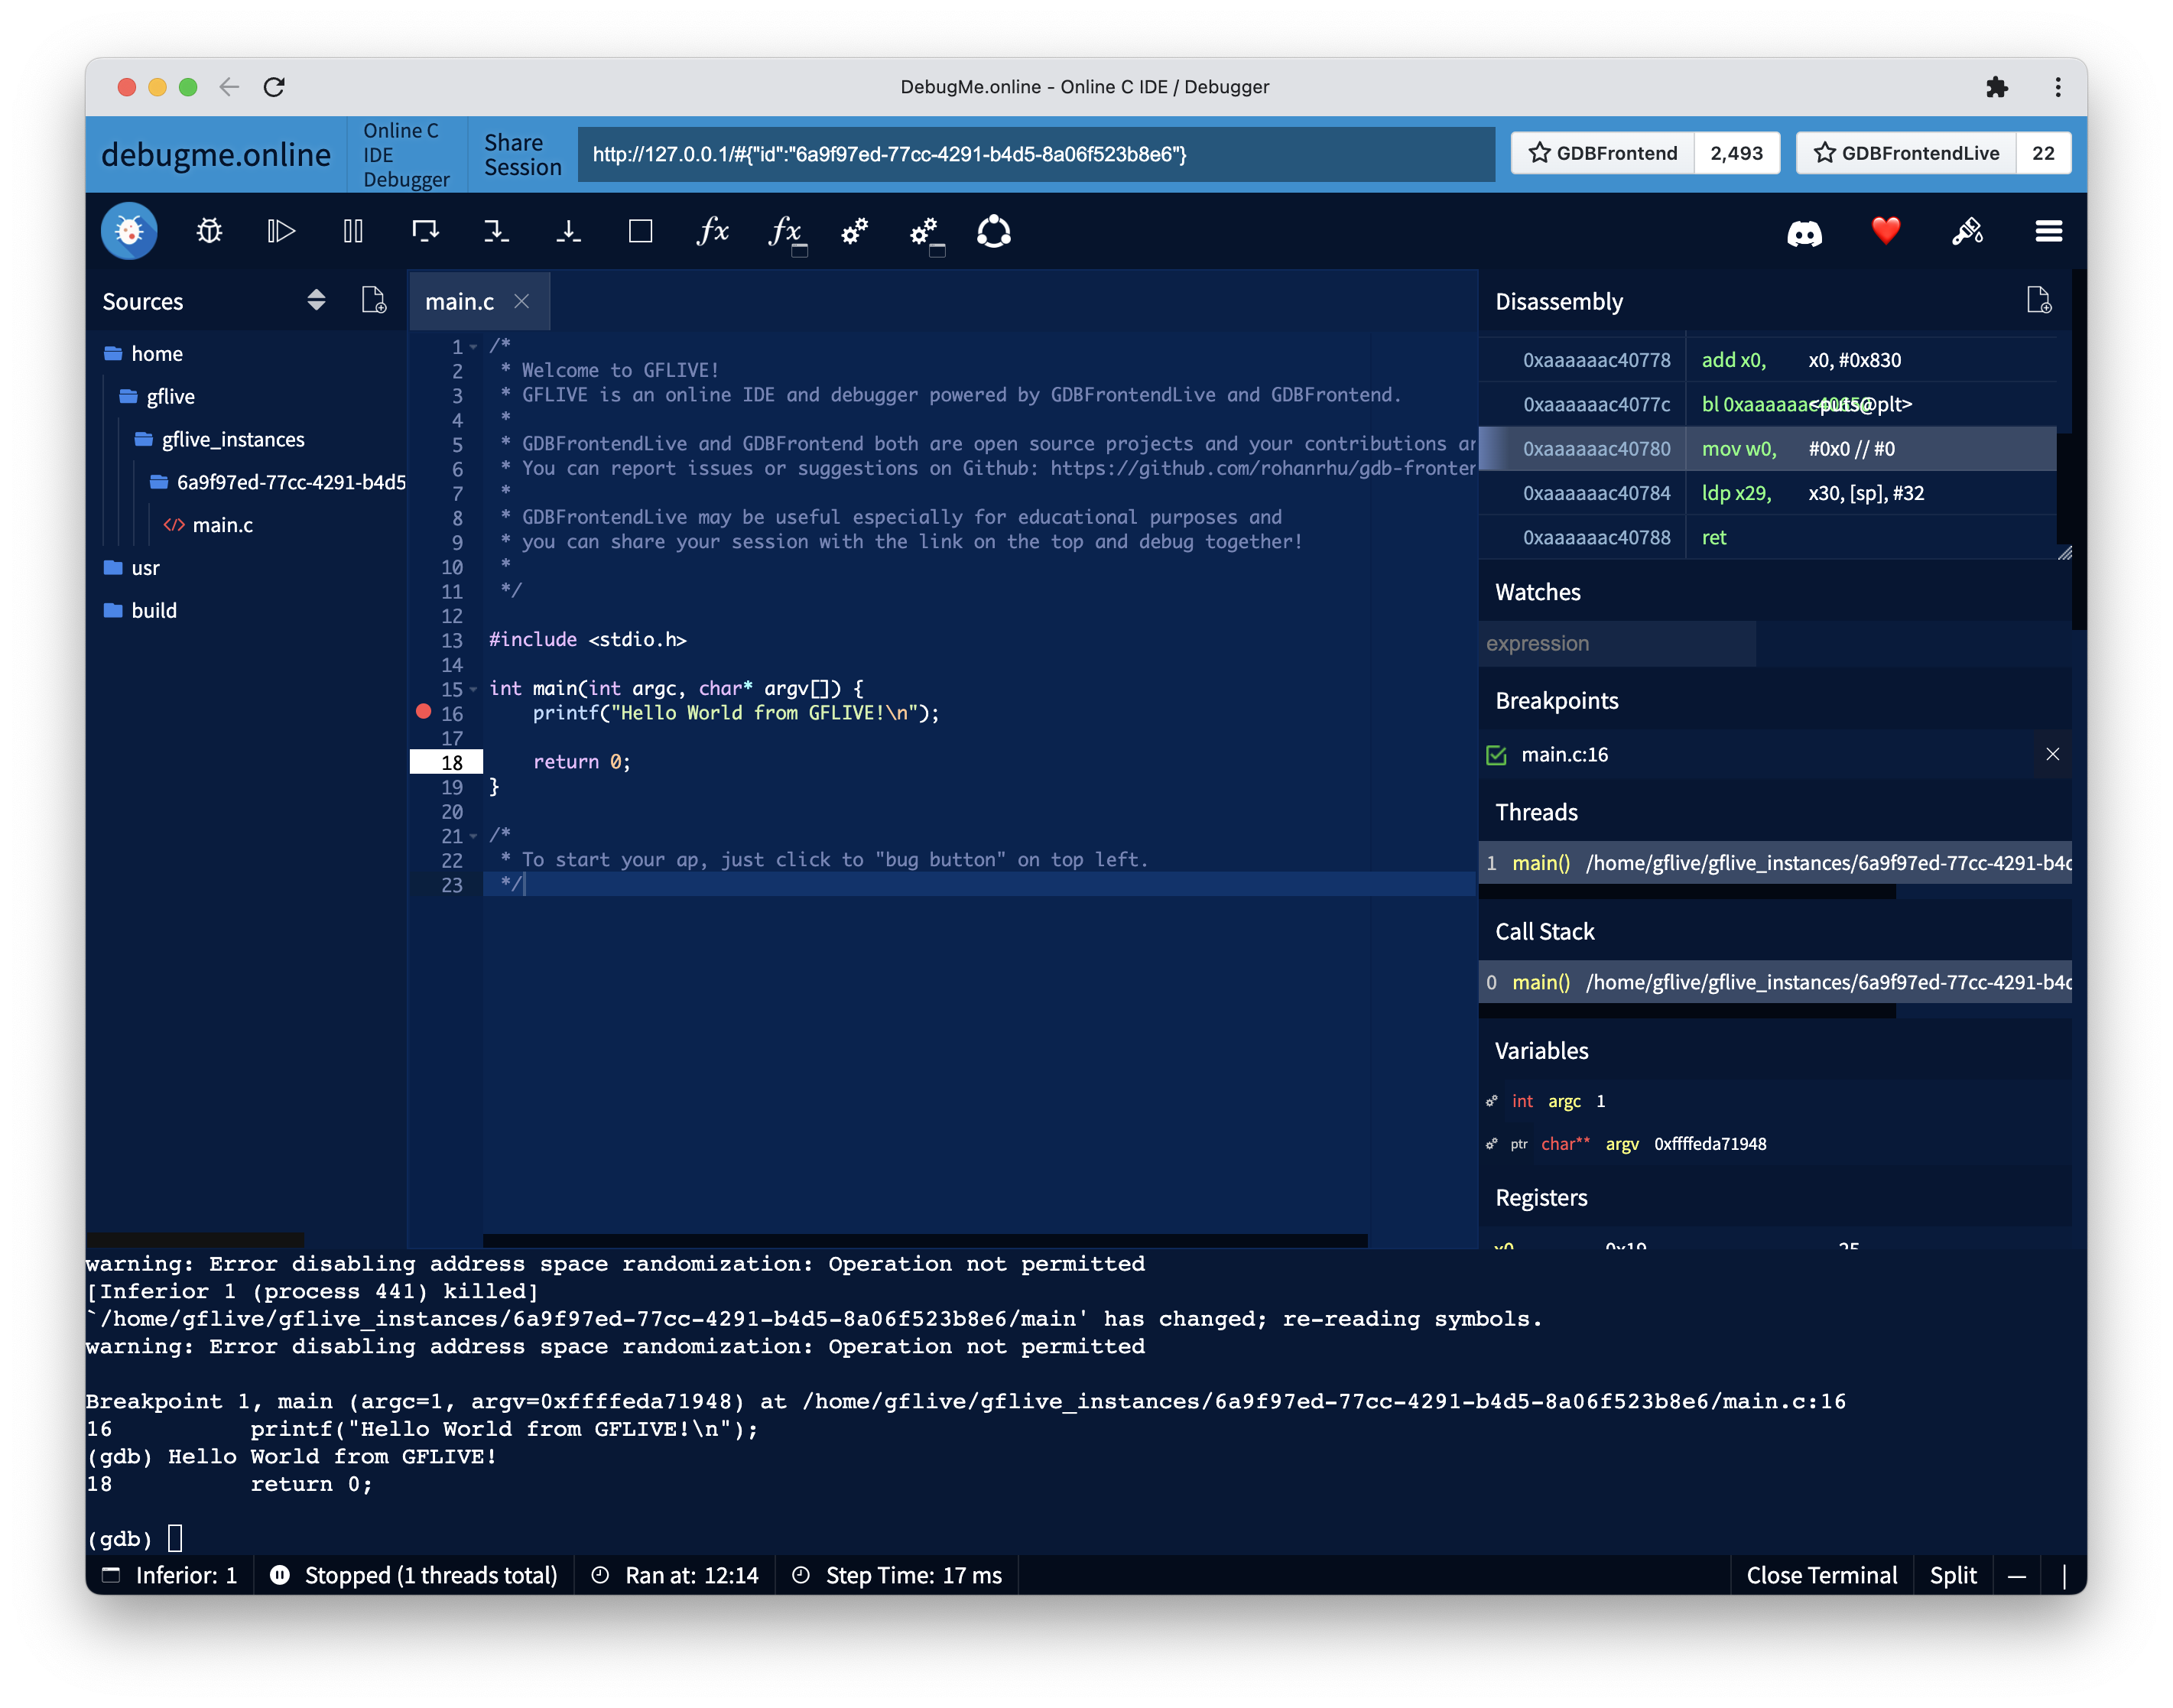 DebugMe.online - Online C IDE / Debugger
debugme.online
Online C
IDE
Debugger
Share
Session
http://127.0.0.1/#{"id":"6a9f97ed-77cc-4291-b4d5-8a06f523b8e6"}
GDBFrontend 2,493
GDBFrontendLive 22
fx fx
Sources
home
gflive
gflive_instances
6a9f97ed-77cc-4291-b4d5
</> main.c
usr
build
main.c
1 /*
2  * Welcome to GFLIVE!
3  * GFLIVE is an online IDE and debugger powered by GDBFrontendLive and GDBFrontend.
4  *
5  * GDBFrontendLive and GDBFrontend both are open source projects and your contributions ar
6  * You can report issues or suggestions on Github: https://github.com/rohanrhu/gdb-fronter
7  *
8  * GDBFrontendLive may be useful especially for educational purposes and
9  * you can share your session with the link on the top and debug together!
10  *
11  */
12
13 #include <stdio.h>
14
15 int main(int argc, char* argv[]) {
16     printf("Hello World from GFLIVE!\n");
17
18     return 0;
19 }
20
21 /*
22  * To start your ap, just click to "bug button" on top left.
23  */
Disassembly
0xaaaaaac40778 add x0, x0, #0x830
0xaaaaaac4077c bl <puts@plt>
0xaaaaaac40780 mov w0, #0x0 // #0
0xaaaaaac40784 ldp x29, x30, [sp], #32
0xaaaaaac40788 ret
Watches
expression
Breakpoints
main.c:16
Threads
1 main() /home/gflive/gflive_instances/6a9f97ed-77cc-4291-b4d
Call Stack
0 main() /home/gflive/gflive_instances/6a9f97ed-77cc-4291-b4d
Variables
int argc 1
ptr char** argv 0xffffeda71948
Registers
x0 0x19 25
warning: Error disabling address space randomization: Operation not permitted
[Inferior 1 (process 441) killed]
`/home/gflive/gflive_instances/6a9f97ed-77cc-4291-b4d5-8a06f523b8e6/main' has changed; re-reading symbols.
warning: Error disabling address space randomization: Operation not permitted
Breakpoint 1, main (argc=1, argv=0xffffeda71948) at /home/gflive/gflive_instances/6a9f97ed-77cc-4291-b4d5-8a06f523b8e6/main.c:16
16          printf("Hello World from GFLIVE!\n");
(gdb) Hello World from GFLIVE!
18          return 0;
(gdb)
Inferior: 1
Stopped (1 threads total)
Ran at: 12:14
Step Time: 17 ms
Close Terminal
Split